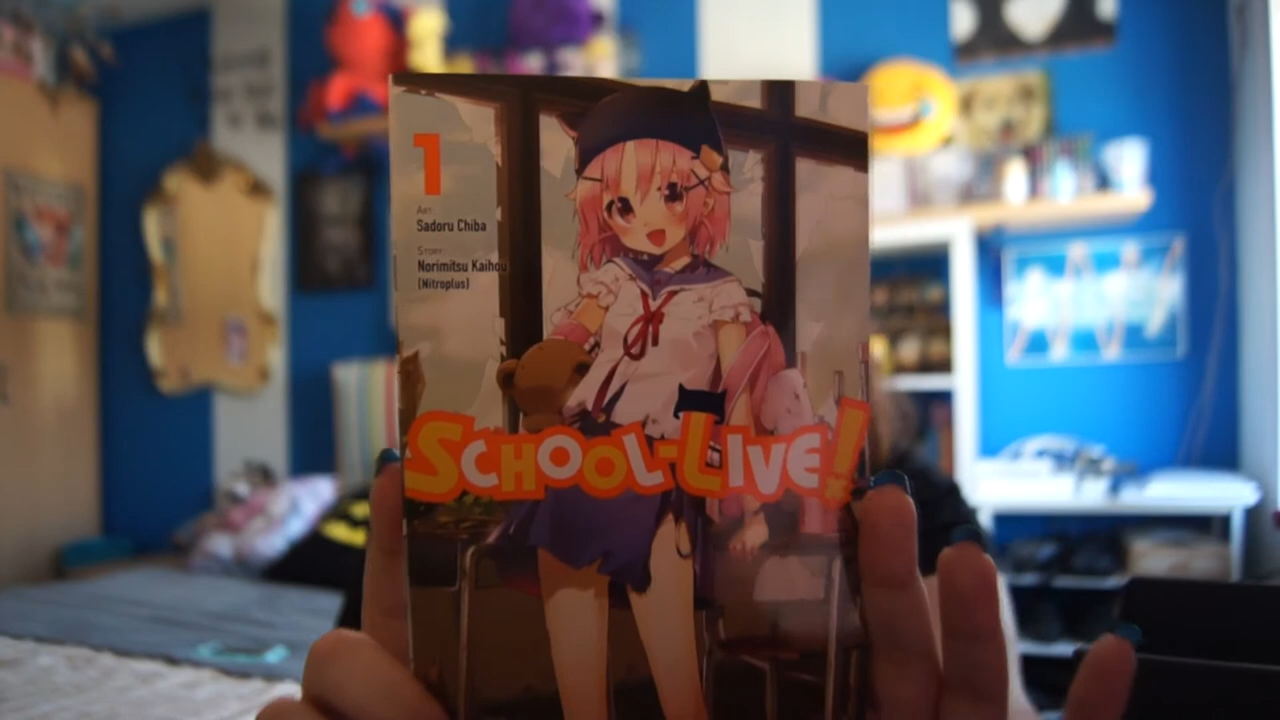 1
Art:
Sadoru Chiba
Story:
Norimitsu Kaihou
(Nitroplus)
School-Live!